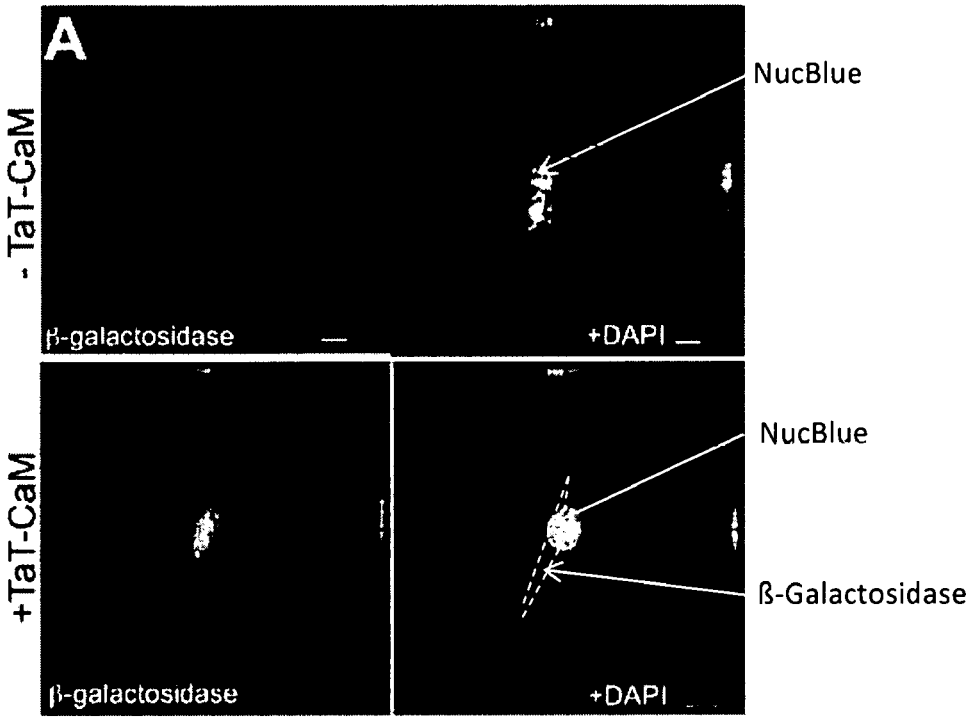 A
NucBlue
- TaT-CaM
β-galactosidase
+DAPI
NucBlue
+TaT-CaM
ß-Galactosidase
β-galactosidase
+DAPI